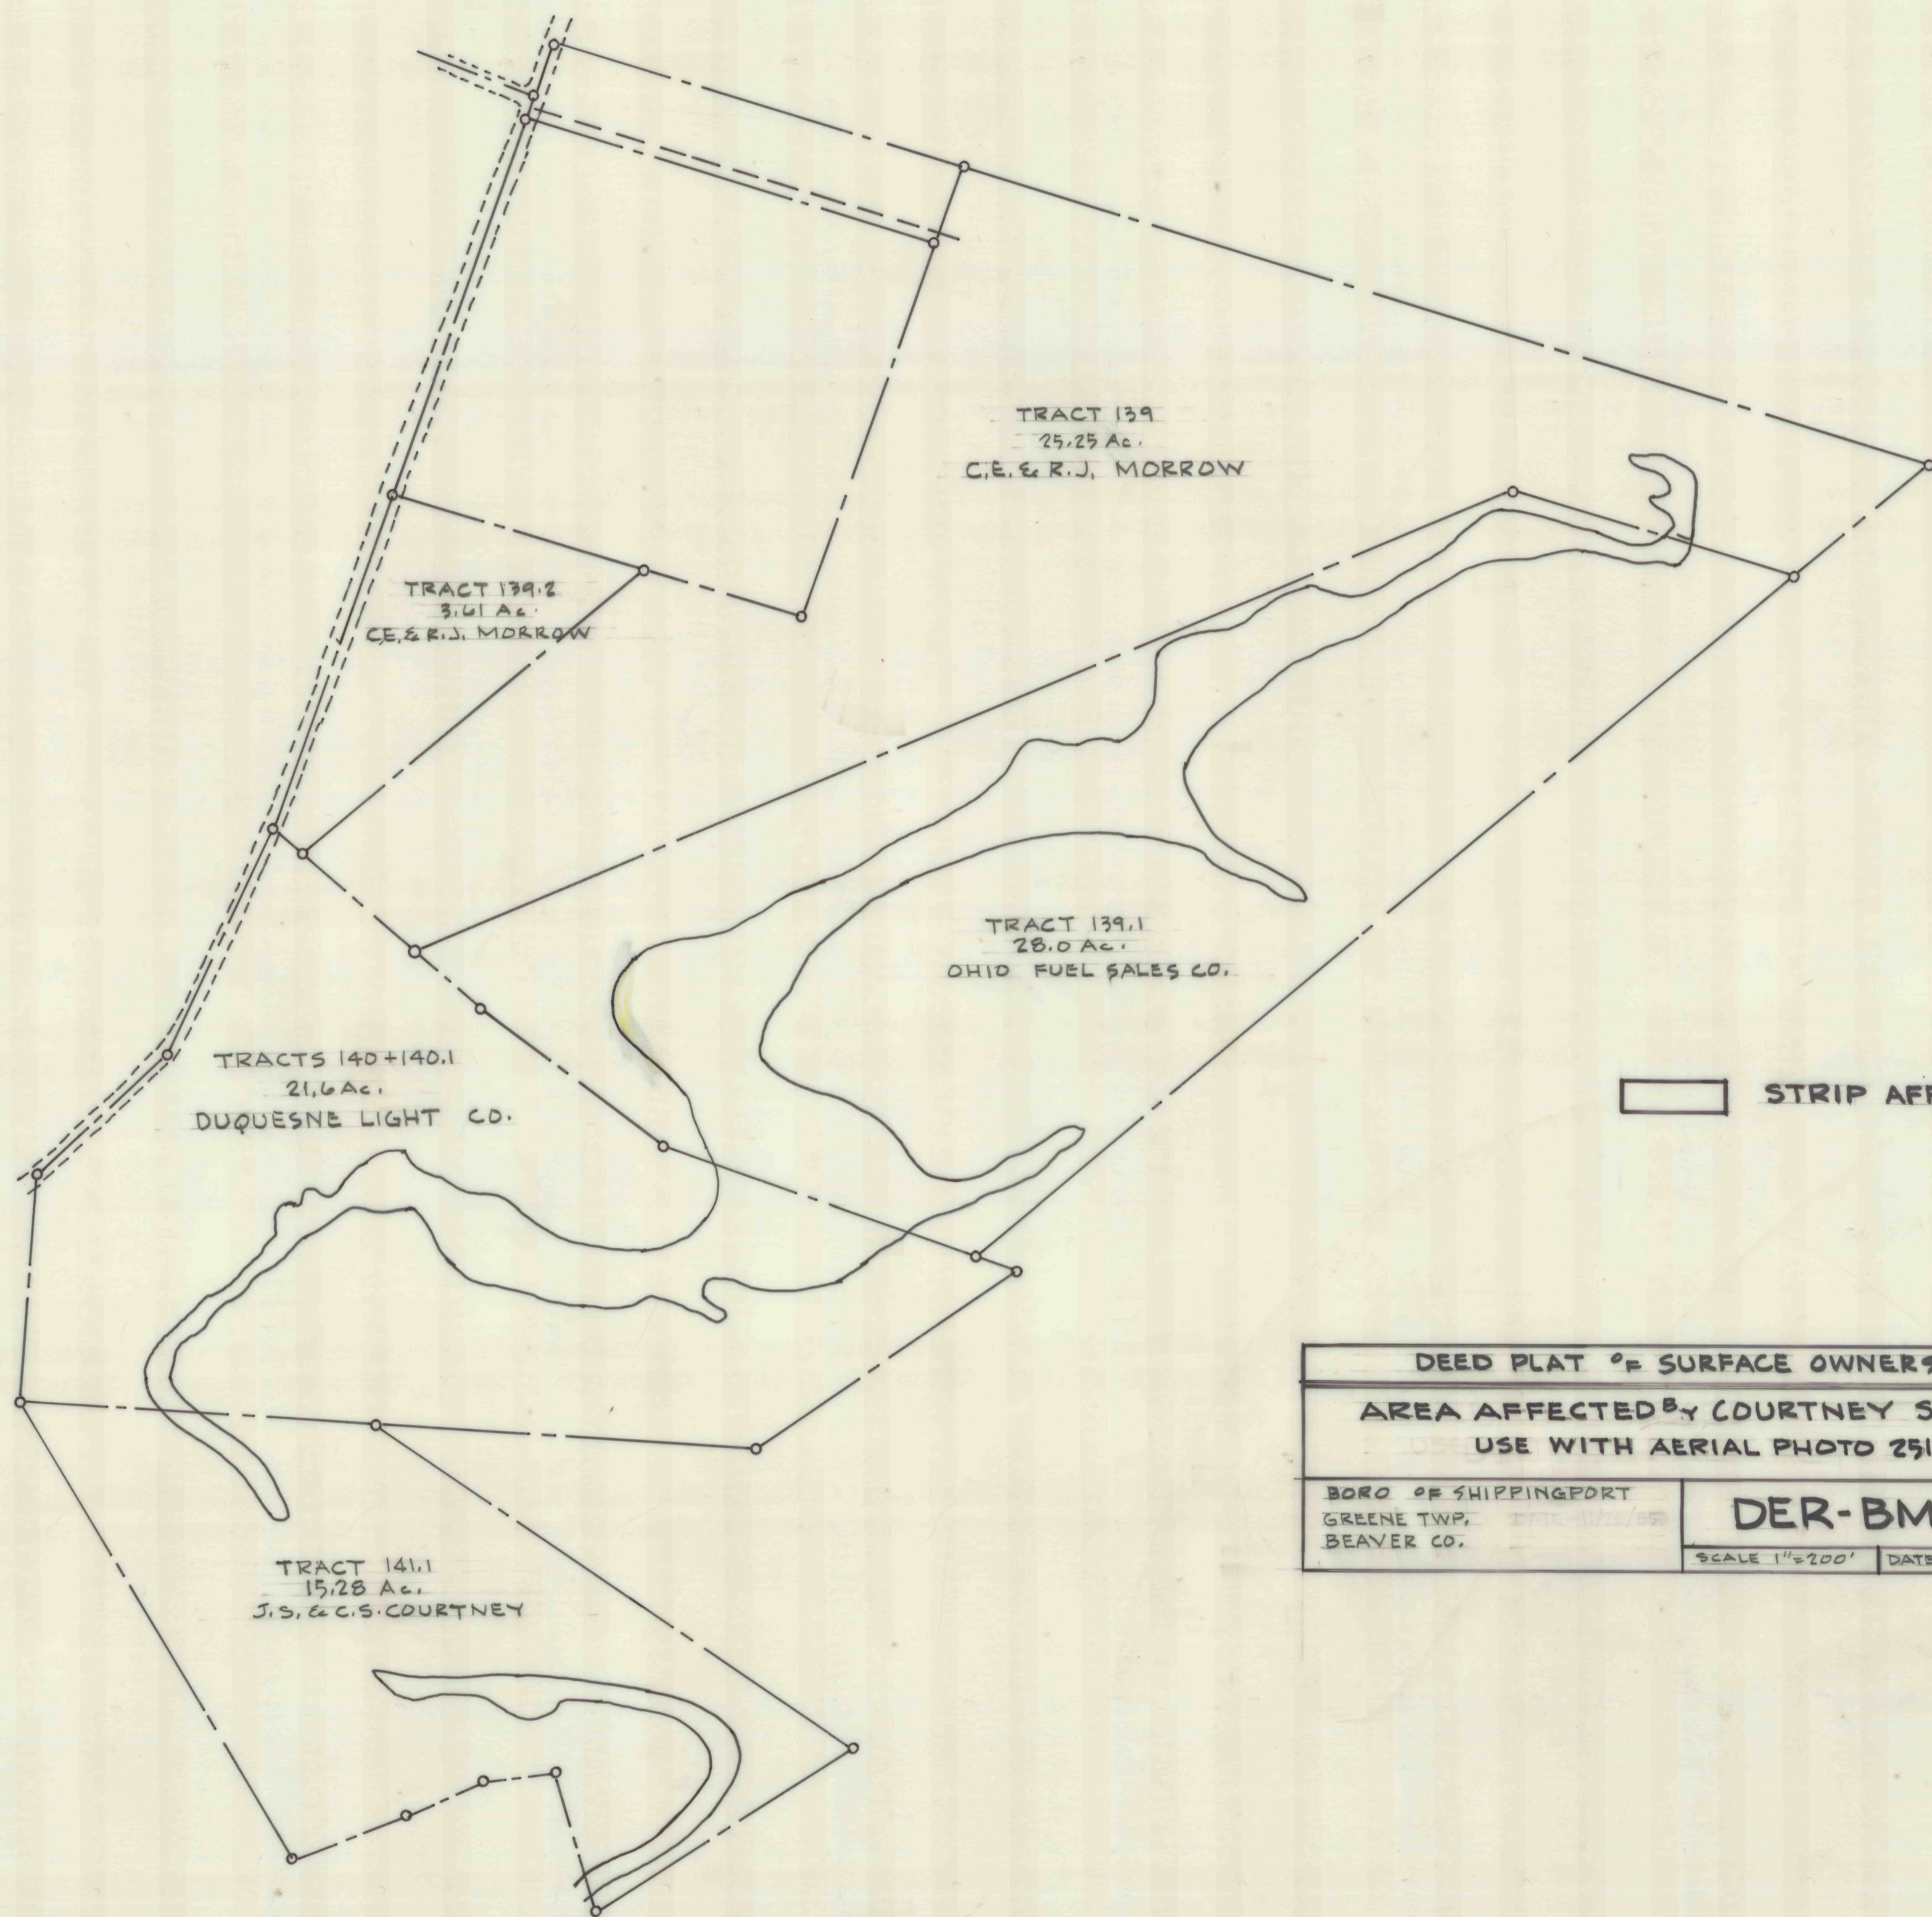 TRACT 139
25.25 Ac.
C.E. & R.J. MORROW
TRACT 139.2
3.61 Ac.
C.E. & R.J. MORROW
TRACT 139.1
28.0 Ac.
OHIO FUEL SALES CO.
TRACTS 140+140.1
21.6 Ac.
DUQUESNE LIGHT CO.
STRIP AFF
DEED PLAT OF SURFACE OWNERS
AREA AFFECTED BY COURTNEY S
USE WITH AERIAL PHOTO 251
BORO OF SHIPPINGPORT
GREENE TWP.
BEAVER CO.
DER-BM
SCALE 1"=200' DATE
TRACT 141.1
15.28 Ac.
J.S. & C.S. COURTNEY